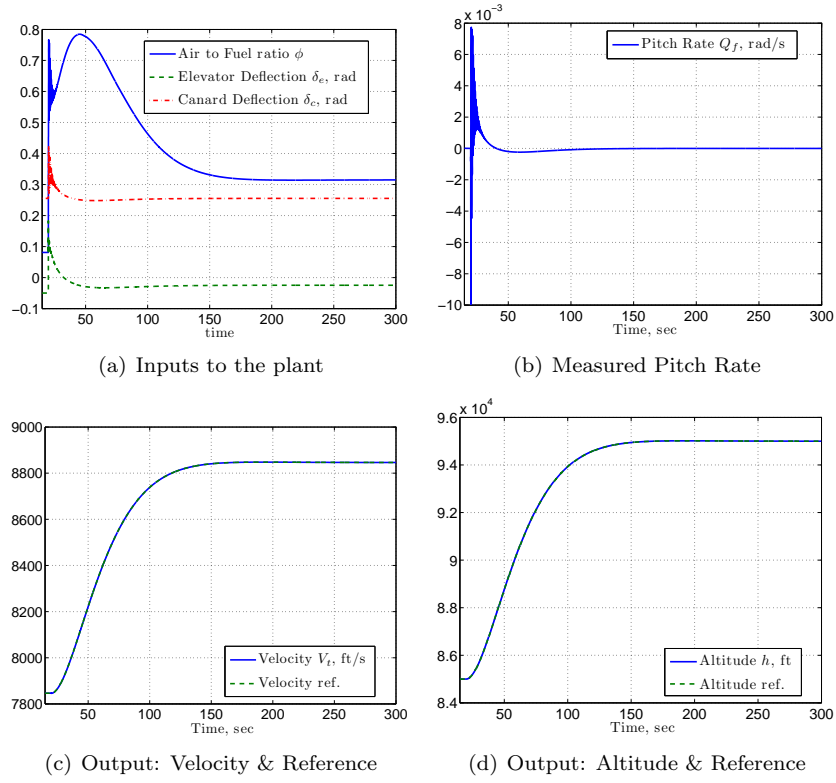 0.8
0.7
0.6
0.5
0.4
0.3
0.2
0.1
0
−0.1
50 100 150 200 250 300
time
Air to Fuel ratio ϕ
Elevator Deflection δe, rad
Canard Deflection δc, rad
(a) Inputs to the plant
x 10−3
8
6
4
2
0
−2
−4
−6
−8
−10
50 100 150 200 250 300
Time, sec
Pitch Rate Qf, rad/s
(b) Measured Pitch Rate
9000
8800
8600
8400
8200
8000
7800
50 100 150 200 250 300
Time, sec
Velocity Vt, ft/s
Velocity ref.
(c) Output: Velocity & Reference
x 104
9.6
9.4
9.2
9
8.8
8.6
8.4
50 100 150 200 250 300
Time, sec
Altitude h, ft
Altitude ref.
(d) Output: Altitude & Reference